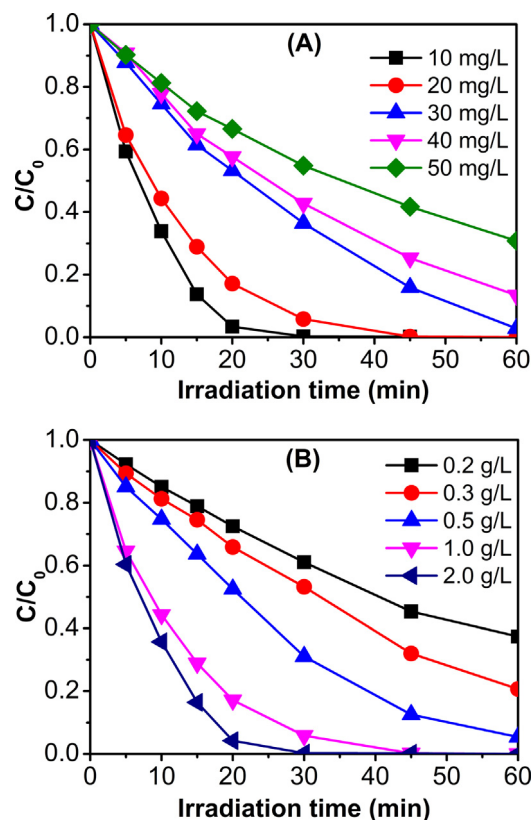 (A)
10 mg/L
20 mg/L
30 mg/L
40 mg/L
50 mg/L
C/C₀
1.0
0.8
0.6
0.4
0.2
0.0
0 10 20 30 40 50 60
Irradiation time (min)
(B)
0.2 g/L
0.3 g/L
0.5 g/L
1.0 g/L
2.0 g/L
C/C₀
1.0
0.8
0.6
0.4
0.2
0.0
0 10 20 30 40 50 60
Irradiation time (min)